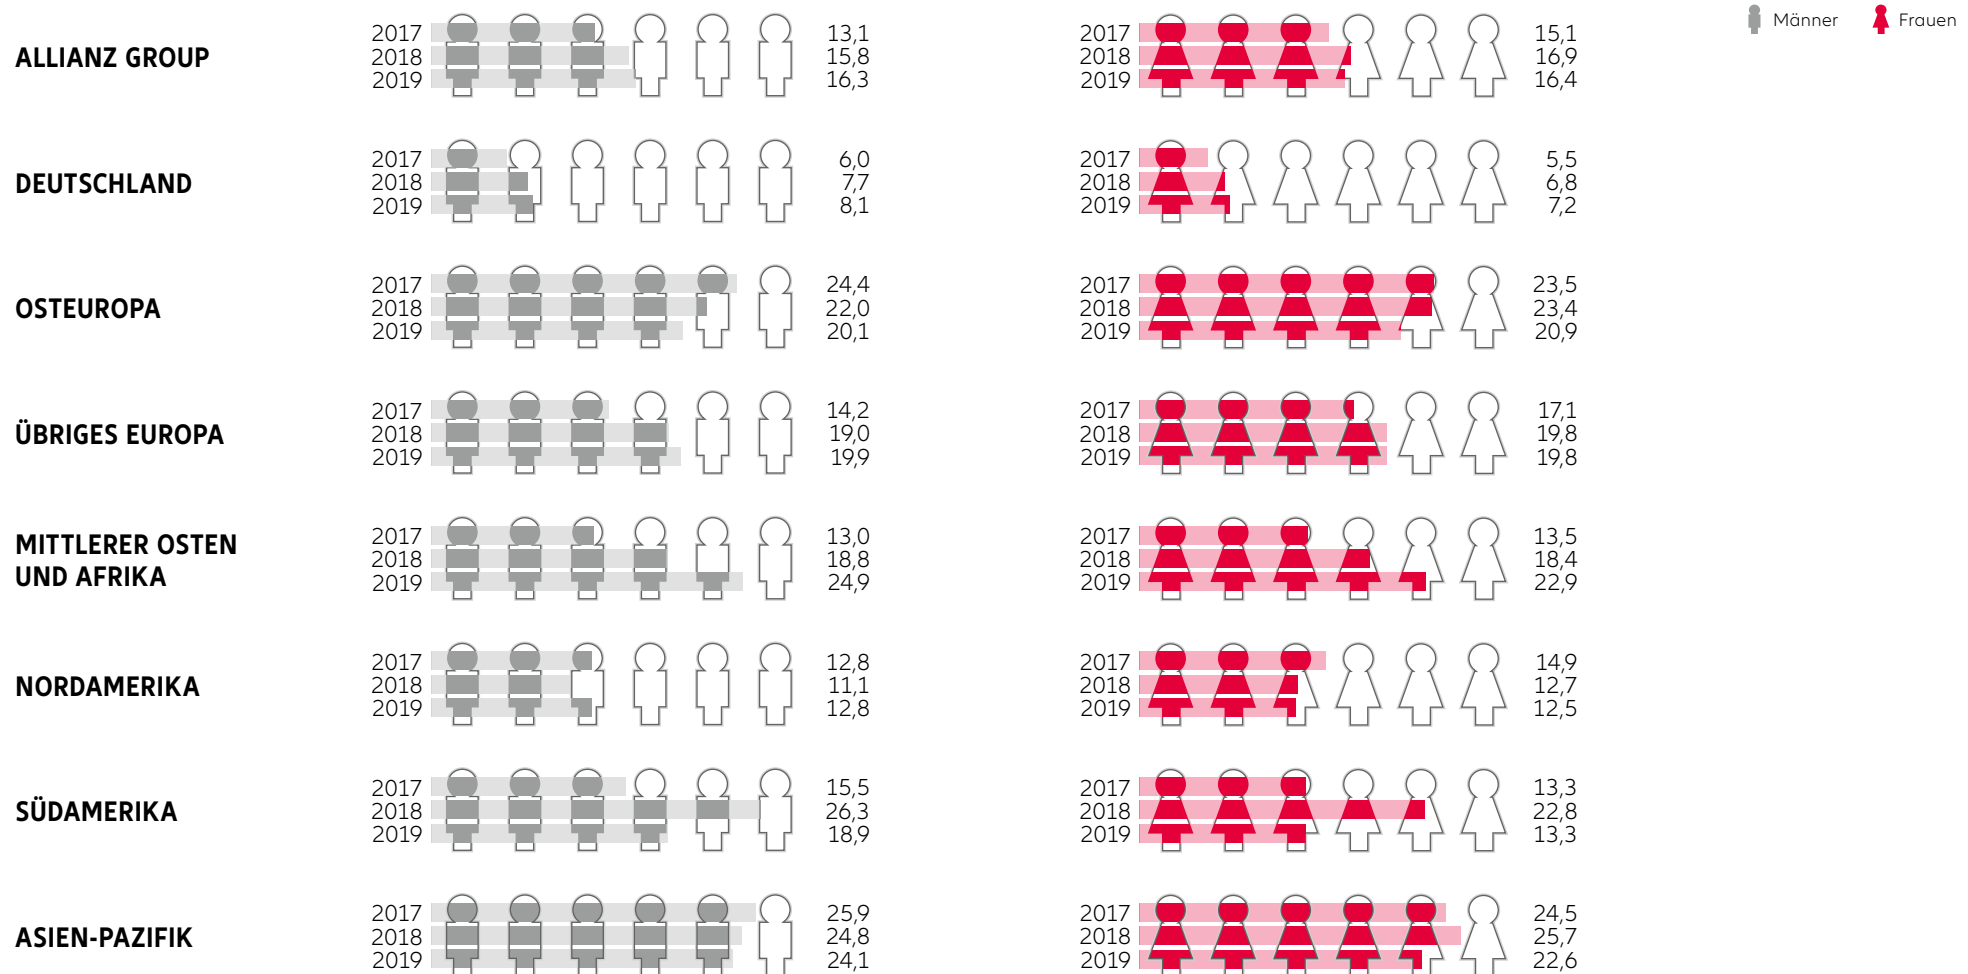 Männer Frauen
ALLIANZ GROUP
2017 13,1 2017 15,1
2018 15,8 2018 16,9
2019 16,3 2019 16,4
DEUTSCHLAND
2017 6,0 2017 5,5
2018 7,7 2018 6,8
2019 8,1 2019 7,2
OSTEUROPA
2017 24,4 2017 23,5
2018 22,0 2018 23,4
2019 20,1 2019 20,9
ÜBRIGES EUROPA
2017 14,2 2017 17,1
2018 19,0 2018 19,8
2019 19,9 2019 19,8
MITTLERER OSTEN
UND AFRIKA
2017 13,0 2017 13,5
2018 18,8 2018 18,4
2019 24,9 2019 22,9
NORDAMERIKA
2017 12,8 2017 14,9
2018 11,1 2018 12,7
2019 12,8 2019 12,5
SÜDAMERIKA
2017 15,5 2017 13,3
2018 26,3 2018 22,8
2019 18,9 2019 13,3
ASIEN-PAZIFIK
2017 25,9 2017 24,5
2018 24,8 2018 25,7
2019 24,1 2019 22,6